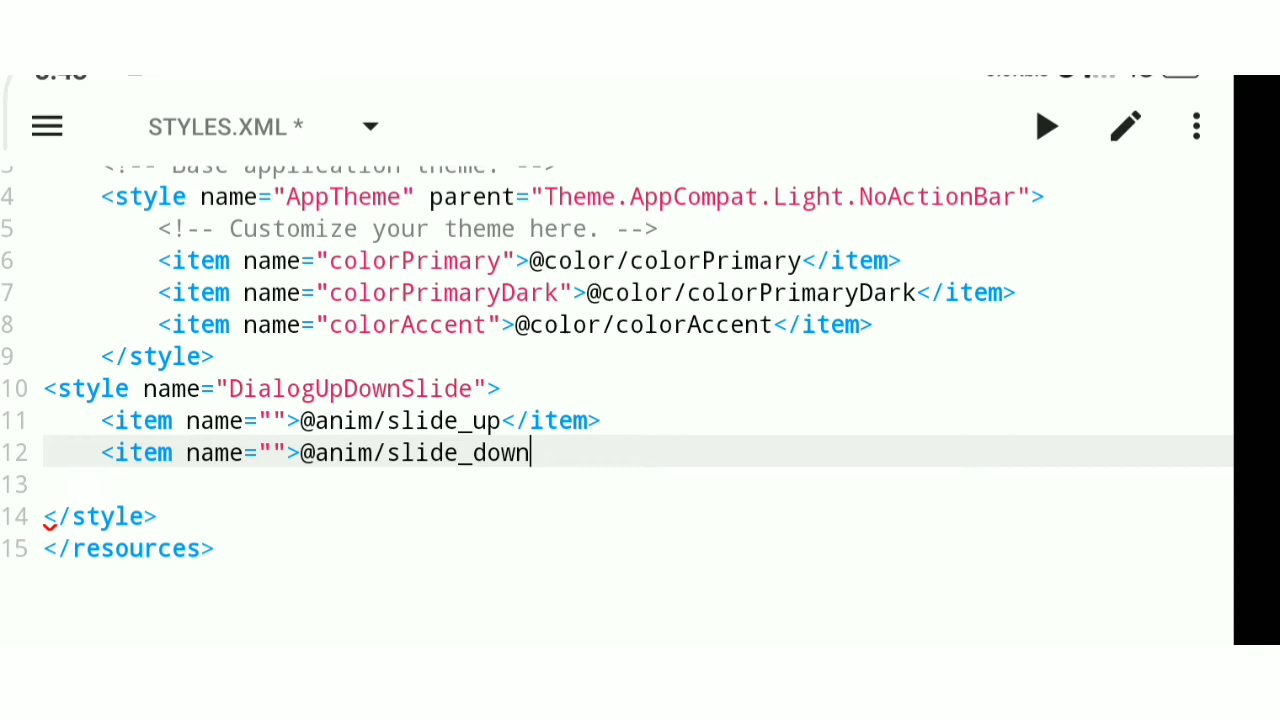 STYLES.XML *
3 <!-- Base application theme. -->
4 <style name="AppTheme" parent="Theme.AppCompat.Light.NoActionBar">
5 <!-- Customize your theme here. -->
6 <item name="colorPrimary">@color/colorPrimary</item>
7 <item name="colorPrimaryDark">@color/colorPrimaryDark</item>
8 <item name="colorAccent">@color/colorAccent</item>
9 </style>
10 <style name="DialogUpDownSlide">
11 <item name="">@anim/slide_up</item>
12 <item name="">@anim/slide_down
13
14 </style>
15 </resources>